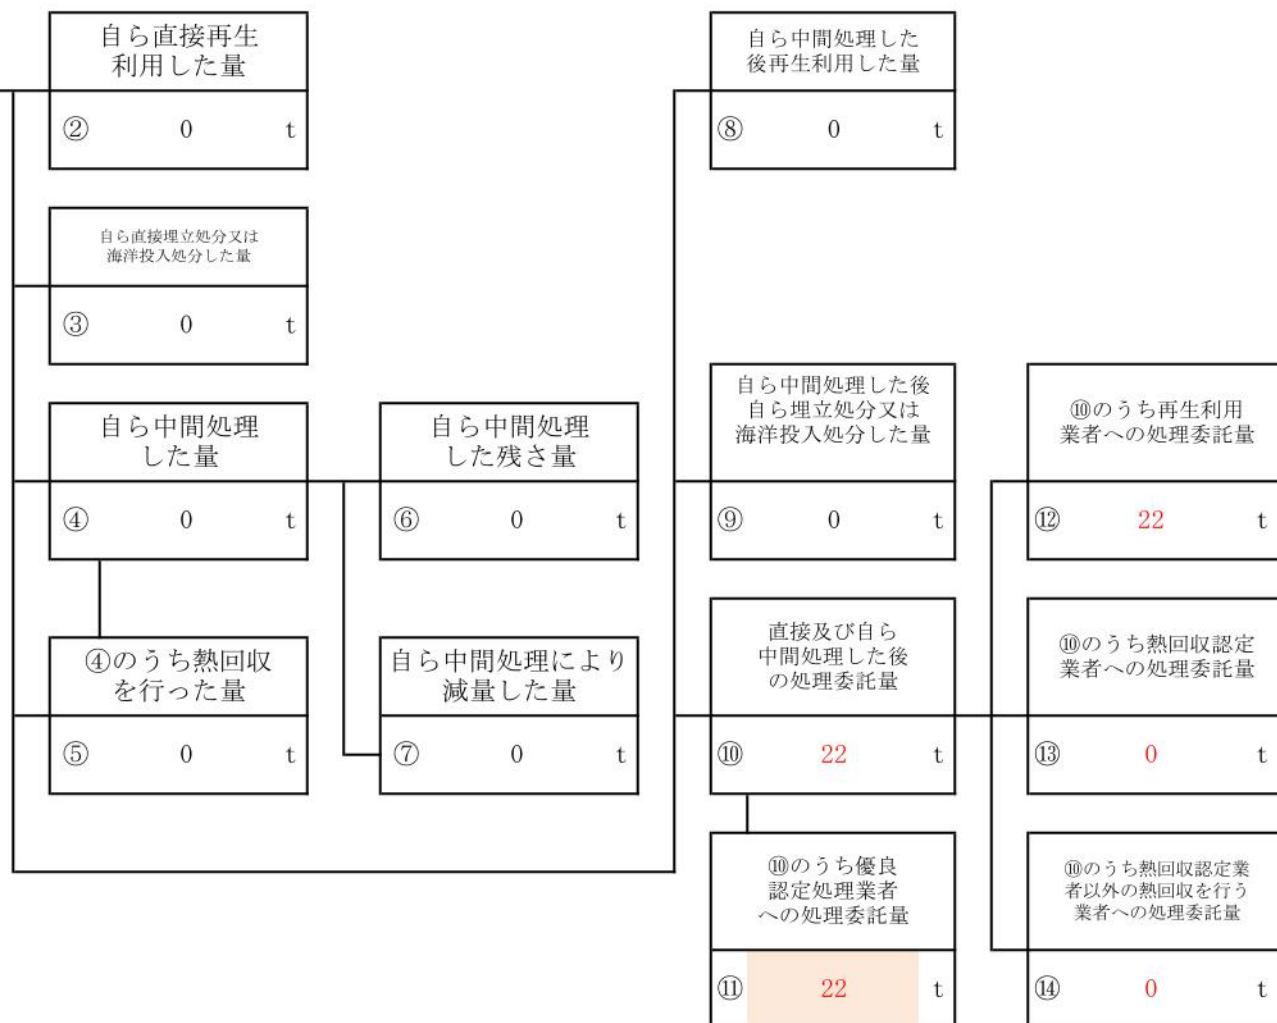 自ら直接再生
利用した量
② 0 t
自ら中間処理した
後再生利用した量
⑧ 0 t
自ら直接埋立処分又は
海洋投入処分した量
③ 0 t
自ら中間処理
した量
④ 0 t
自ら中間処理
した残さ量
⑥ 0 t
自ら中間処理した後
自ら埋立処分又は
海洋投入処分した量
⑨ 0 t
⑩のうち再生利用
業者への処理委託量
⑫ 22 t
④のうち熱回収
を行った量
⑤ 0 t
自ら中間処理により
減量した量
⑦ 0 t
直接及び自ら
中間処理した後
の処理委託量
⑩ 22 t
⑩のうち熱回収認定
業者への処理委託量
⑬ 0 t
⑩のうち優良
認定処理業者
への処理委託量
⑪ 22 t
⑩のうち熱回収認定業
者以外の熱回収を行う
業者への処理委託量
⑭ 0 t